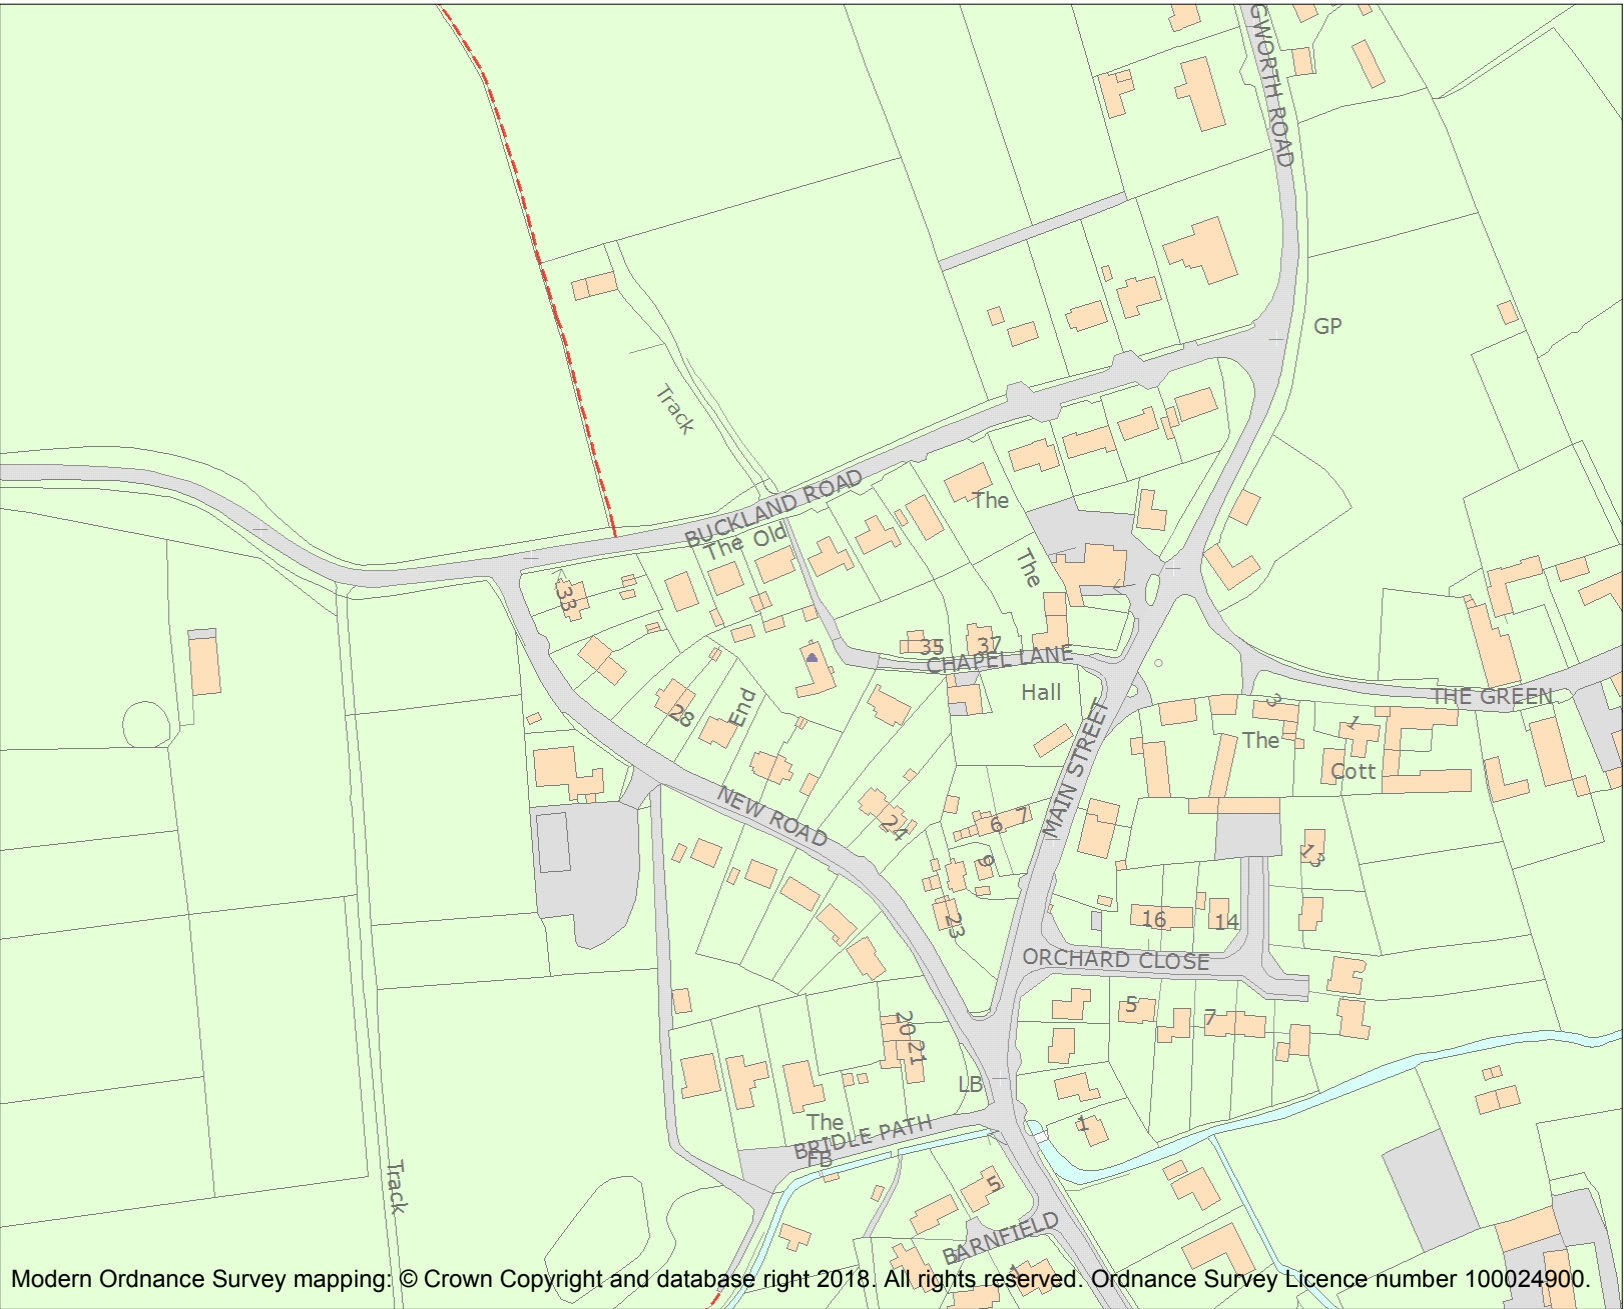 GWORTH ROAD
GP
Track
BUCKLAND ROAD
The Old
The
The
33
35
37
CHAPEL LANE
Hall
THE GREEN
28
End
3
1
The
Cott
MAIN STREET
NEW ROAD
24
6
7
9
13
23
16
14
ORCHARD CLOSE
5
7
20
21
LB
The
BRIDLE PATH
FB
1
Track
5
BARNFIELD
Modern Ordnance Survey mapping: © Crown Copyright and database right 2018. All rights reserved. Ordnance Survey Licence number 100024900.